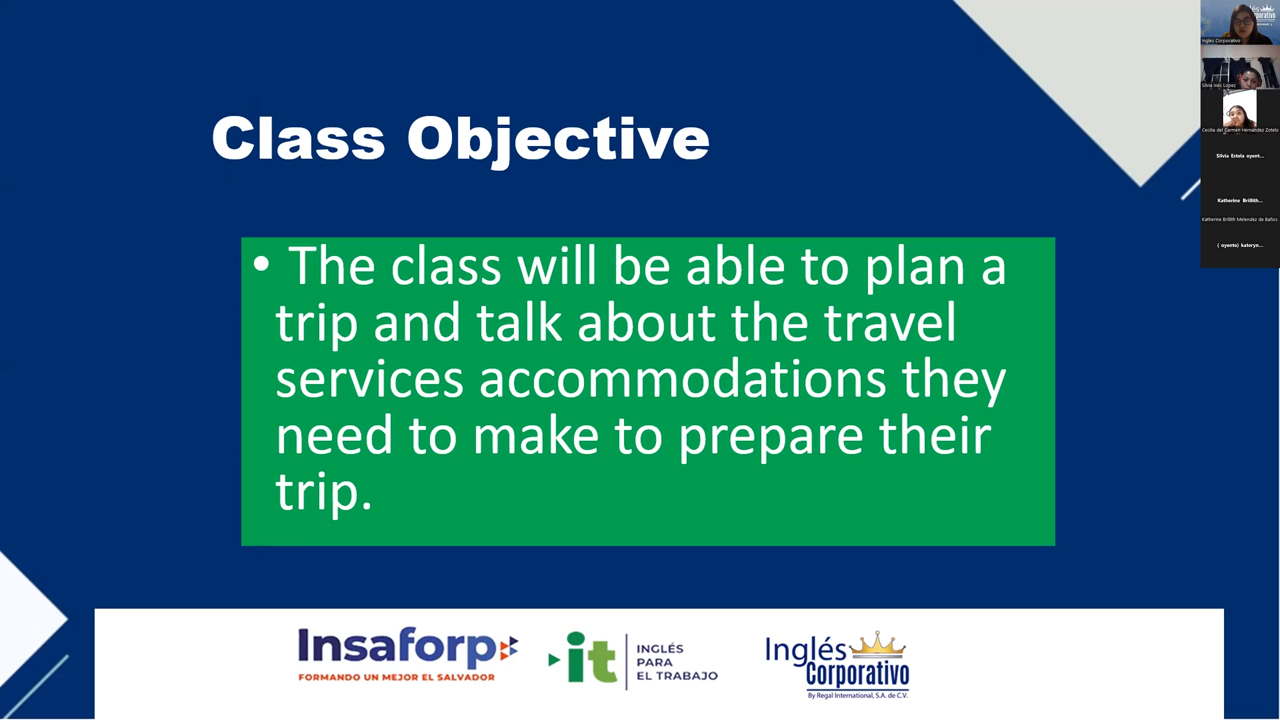 Class Objective
• The class will be able to plan a
trip and talk about the travel
services accommodations they
need to make to prepare their
trip.
Insaforp
FORMANDO UN MEJOR EL SALVADOR
it
INGLÉS
PARA
EL TRABAJO
Inglés
Corporativo
By Regal International, S.A. de C.V.
Inglés Corporativo
Silvia Inés Lopez
Cecilia del Carmen Hernández Zotelo
Silvia Estela oyent...
Katherine Brillith...
Katherine Brillith Melendez de Baños
( oyente) kateryn...